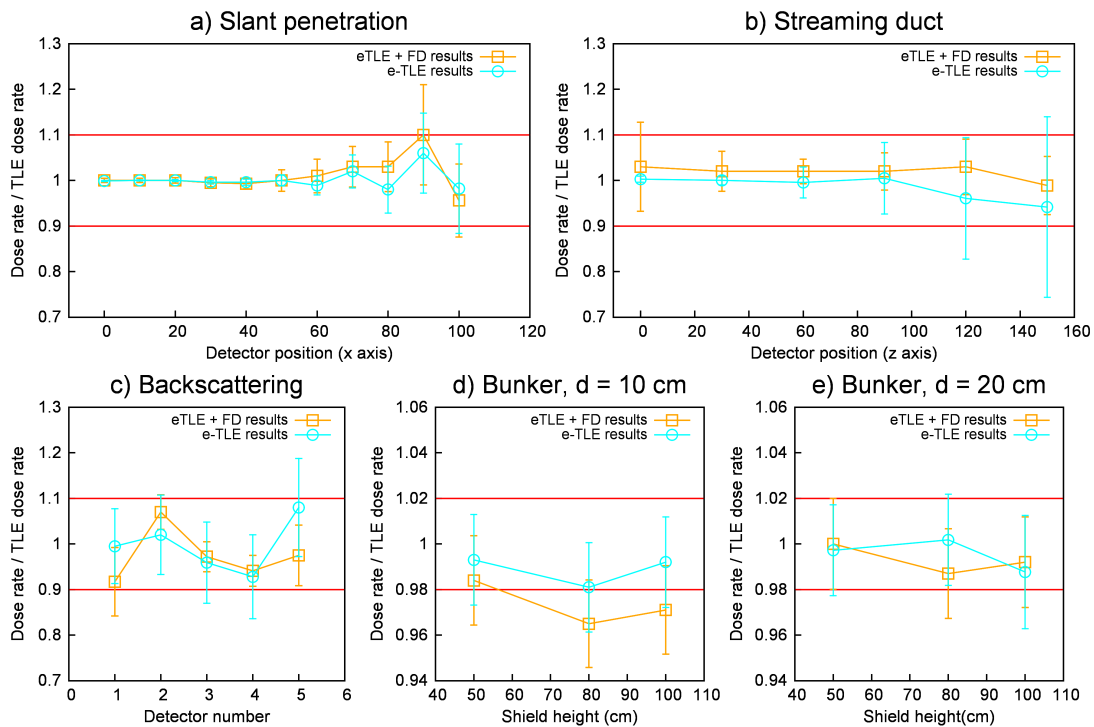 a) Slant penetration
b) Streaming duct
1.3
1.2
1.1
1
0.9
0.8
0.7
Dose rate / TLE dose rate
eTLE + FD results
e-TLE results
0 20 40 60 80 100 120
Detector position (x axis)
1.3
1.2
1.1
1
0.9
0.8
0.7
Dose rate / TLE dose rate
eTLE + FD results
e-TLE results
0 20 40 60 80 100 120 140 160
Detector position (z axis)
c) Backscattering
d) Bunker, d = 10 cm
e) Bunker, d = 20 cm
1.3
1.2
1.1
1
0.9
0.8
0.7
Dose rate / TLE dose rate
eTLE + FD results
e-TLE results
0 1 2 3 4 5 6
Detector number
1.06
1.04
1.02
1
0.98
0.96
0.94
Dose rate / TLE dose rate
eTLE + FD results
e-TLE results
40 50 60 70 80 90 100 110
Shield height (cm)
1.06
1.04
1.02
1
0.98
0.96
0.94
Dose rate / TLE dose rate
eTLE + FD results
e-TLE results
40 50 60 70 80 90 100 110
Shield height(cm)